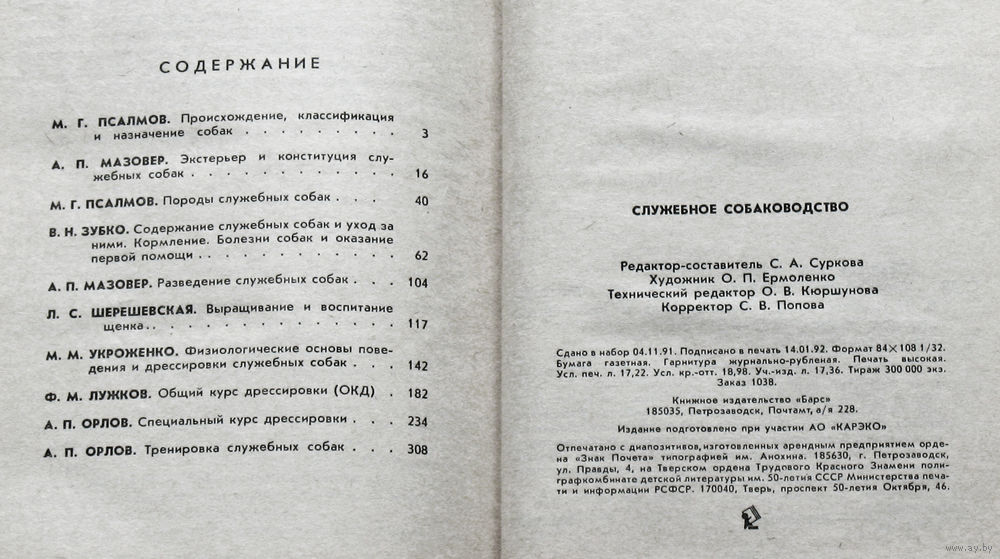 СОДЕРЖАНИЕ
М. Г. ПСАЛМОВ. Происхождение, классификация
и назначение собак . . . . . . . . . 3
А. П. МАЗОВЕР. Экстерьер и конституция слу-
жебных собак . . . . . . . . . . . . 16
М. Г. ПСАЛМОВ. Породы служебных собак . . . 40
В. Н. ЗУБКО. Содержание служебных собак и уход за
ними. Кормление. Болезни собак и оказание
первой помощи . . . . . . . . . . . . 62
А. П. МАЗОВЕР. Разведение служебных собак . . . 104
Л. С. ШЕРЕШЕВСКАЯ. Выращивание и воспитание
щенка . . . . . . . . . . . . . . . 117
М. М. УКРОЖЕНКО. Физиологические основы пове-
дения и дрессировки служебных собак . . . 142
Ф. М. ЛУЖКОВ. Общий курс дрессировки (ОКД) . 182
А. П. ОРЛОВ. Специальный курс дрессировки . . . 234
А. П. ОРЛОВ. Тренировка служебных собак . . . 308
СЛУЖЕБНОЕ СОБАКОВОДСТВО
Редактор-составитель С. А. Суркова
Художник О. П. Ермоленко
Технический редактор О. В. Кюршунова
Корректор С. В. Попова
Сдано в набор 04.11.91. Подписано в печать 14.01.92. Формат 84×108 1/32.
Бумага газетная. Гарнитура журнально-рубленая. Печать высокая.
Усл. печ. л. 17,22. Усл. кр.-отт. 18,98. Уч.-изд. л. 17,36. Тираж 300 000 экз.
Заказ 1038.
Книжное издательство «Барс»
185035, Петрозаводск, Почтамт, а/я 228.
Издание подготовлено при участии АО «КАРЭКО»
Отпечатано с диапозитивов, изготовленных арендным предприятием орде-
на «Знак Почета» типографией им. Анохина. 185630, г. Петрозаводск,
ул. Правды, 4, на Тверском ордена Трудового Красного Знамени поли-
графкомбинате детской литературы им. 50-летия СССР Министерства печа-
ти и информации РСФСР. 170040, Тверь, проспект 50-летия Октября, 46.
www.ay.by